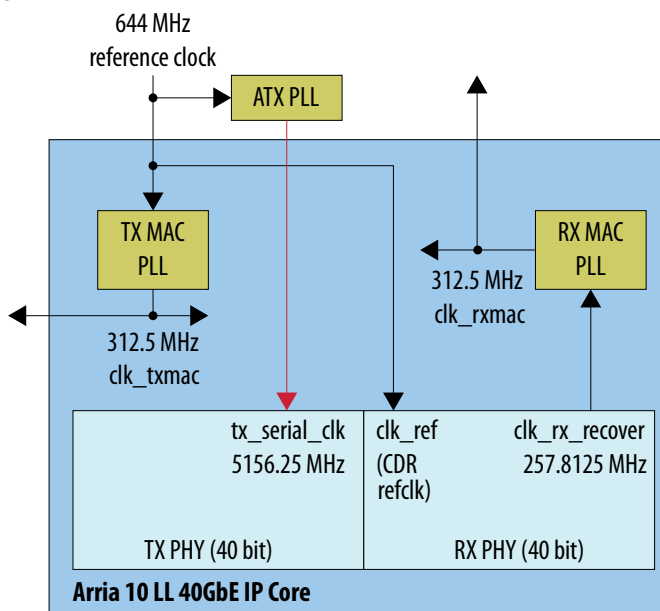 644 MHz
reference clock
ATX PLL
TX MAC
PLL
RX MAC
PLL
312.5 MHz
clk_rxmac
312.5 MHz
clk_txmac
tx_serial_clk
5156.25 MHz
clk_ref
(CDR
refclk)
clk_rx_recover
257.8125 MHz
TX PHY (40 bit)
RX PHY (40 bit)
Arria 10 LL 40GbE IP Core